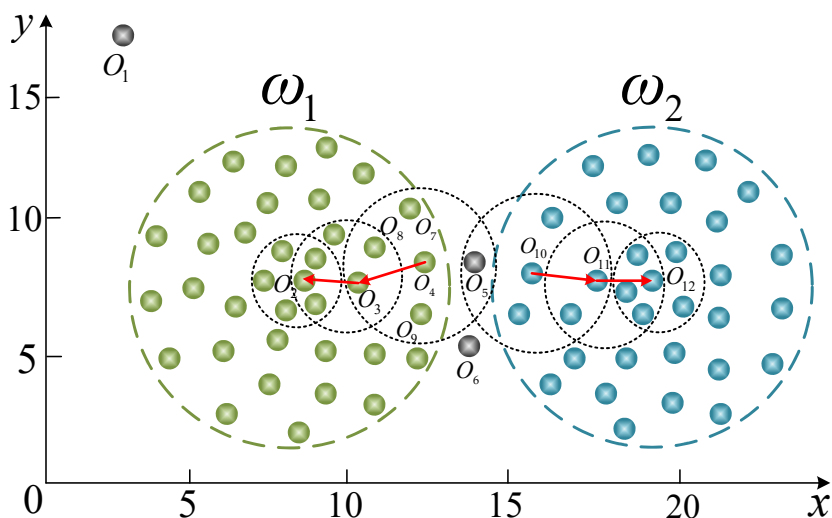 y
O₁
ω₁
ω₂
15
10
5
O₈
O₇
O₁₀
O₁₁
O₂
O₃
O₄
O₅
O₁₂
O₉
O₆
0
5
10
15
20
x